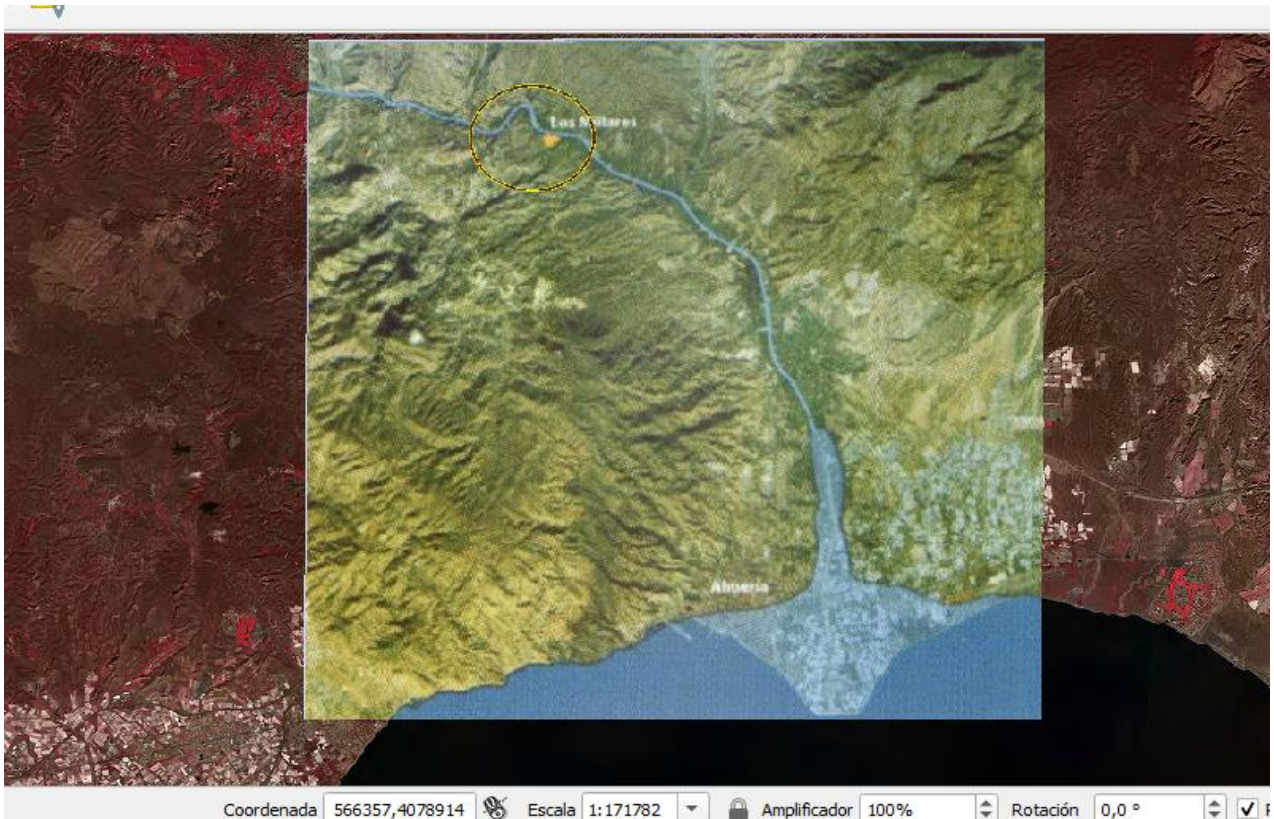 Los Millares
Almería
Coordenada 566357,4078914 Escala 1:171782 Amplificador 100% Rotación 0,0 °